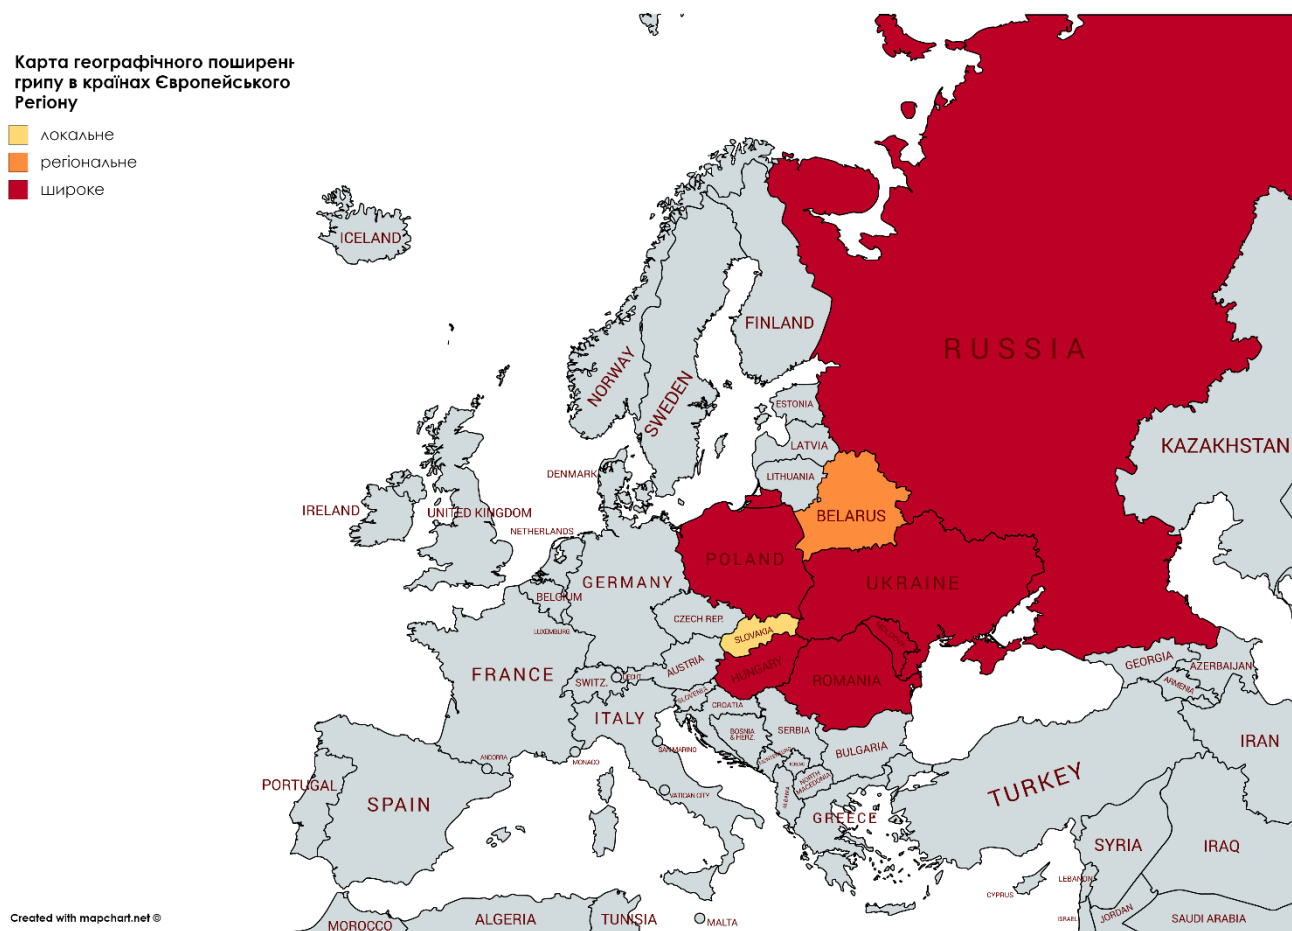 Карта географічного поширенн
грипу в країнах Європейського
Регіону
локальне
регіональне
широке
ICELAND
NORWAY
SWEDEN
FINLAND
RUSSIA
ESTONIA
LATVIA
LITHUANIA
DENMARK
KAZAKHSTAN
IRELAND
UNITED KINGDOM
NETHERLANDS
BELARUS
POLAND
GERMANY
UKRAINE
BELGIUM
CZECH REP.
LUXEMBURG
SLOVAKIA
MOLDOVA
FRANCE
AUSTRIA
HUNGARY
SWITZ.
LIECHT.
ROMANIA
GEORGIA
AZERBAIJAN
ARMENIA
SLOVENIA
CROATIA
ITALY
BOSNIA
& HERZ.
SERBIA
BULGARIA
SAN MARINO
ANDORRA
MONACO
NORTH
MACEDONIA
IRAN
PORTUGAL
SPAIN
VATICAN CITY
GREECE
TURKEY
SYRIA
IRAQ
CYPRUS
LEBANON
ISRAEL
JORDAN
SAUDI ARABIA
MOROCCO
ALGERIA
TUNISIA
MALTA
Created with mapchart.net ©